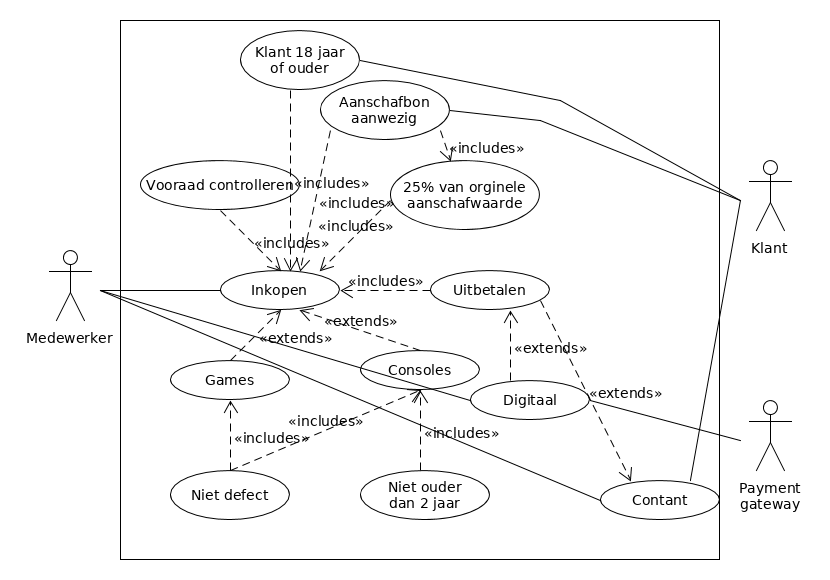 Klant 18 jaar
of ouder
Aanschafbon
aanwezig
«includes»
Vooraad controlleren
«includes»
25% van orginele
aanschafwaarde
«includes»
«includes»
«includes»
Klant
Inkopen
«includes»
Uitbetalen
Medewerker
«extends»
«extends»
«extends»
Games
Consoles
Digitaal
«extends»
«includes»
«includes»
«includes»
Niet defect
Niet ouder
dan 2 jaar
Contant
Payment
gateway